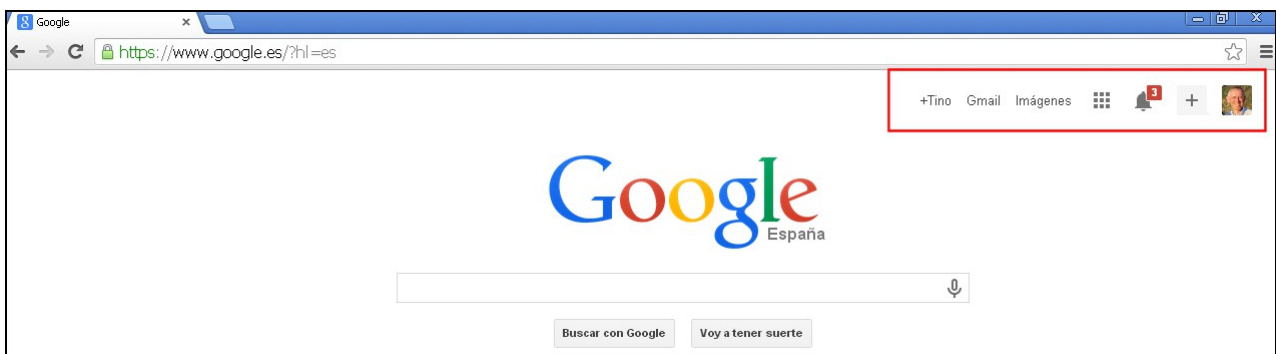 Google
https://www.google.es/?hl=es
+Tino Gmail Imágenes 3
Google
España
Buscar con Google Voy a tener suerte